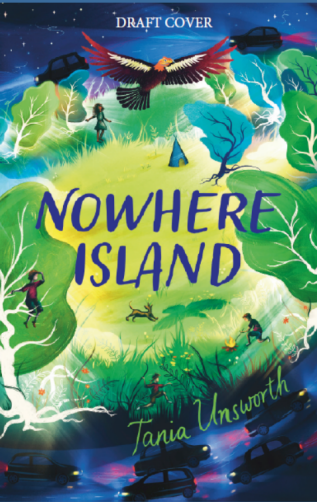 DRAFT COVER
NOWHERE
ISLAND
Tania Unsworth